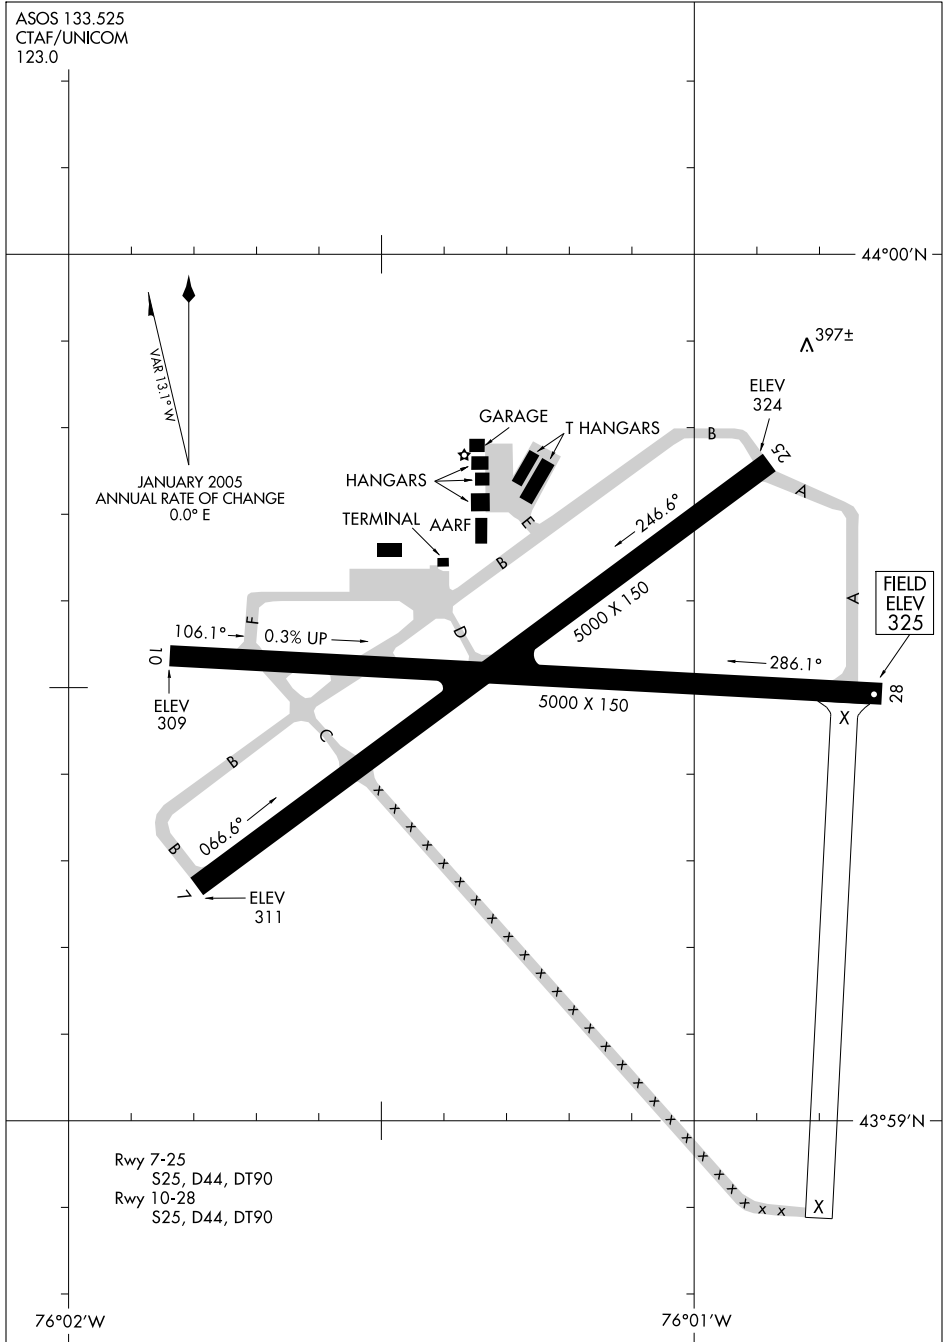 ASOS 133.525
CTAF/UNICOM
123.0
44°00'N
397±
VAR 13.1° W
ELEV
324
B
25
GARAGE
T HANGARS
A
HANGARS
JANUARY 2005
ANNUAL RATE OF CHANGE
0.0° E
TERMINAL
AARF
E
246.6°
B
5000 X 150
A
FIELD
ELEV
325
F
106.1°
0.3% UP
D
10
286.1°
28
5000 X 150
ELEV
309
X
C
B
066.6°
B
7
ELEV
311
x x x x x x x x x x x x x x x x x x x x x x x x x x
43°59'N
Rwy 7-25
S25, D44, DT90
Rwy 10-28
S25, D44, DT90
X
76°02'W
76°01'W